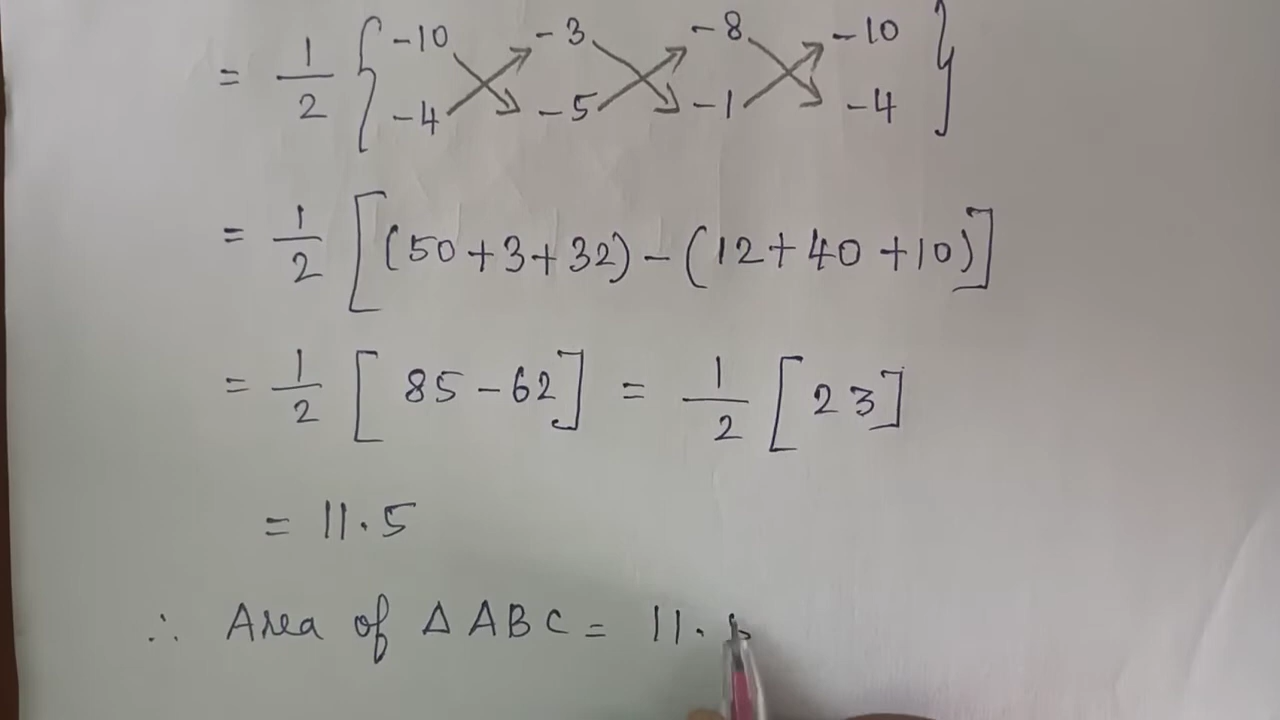 = 1/2 { -10 -3 -8 -10
-4 -5 -1 -4 }
= 1/2 [(50+3+32)-(12+40+10)]
= 1/2 [85-62] = 1/2 [23]
= 11.5
∴ Area of Δ ABC = 11.